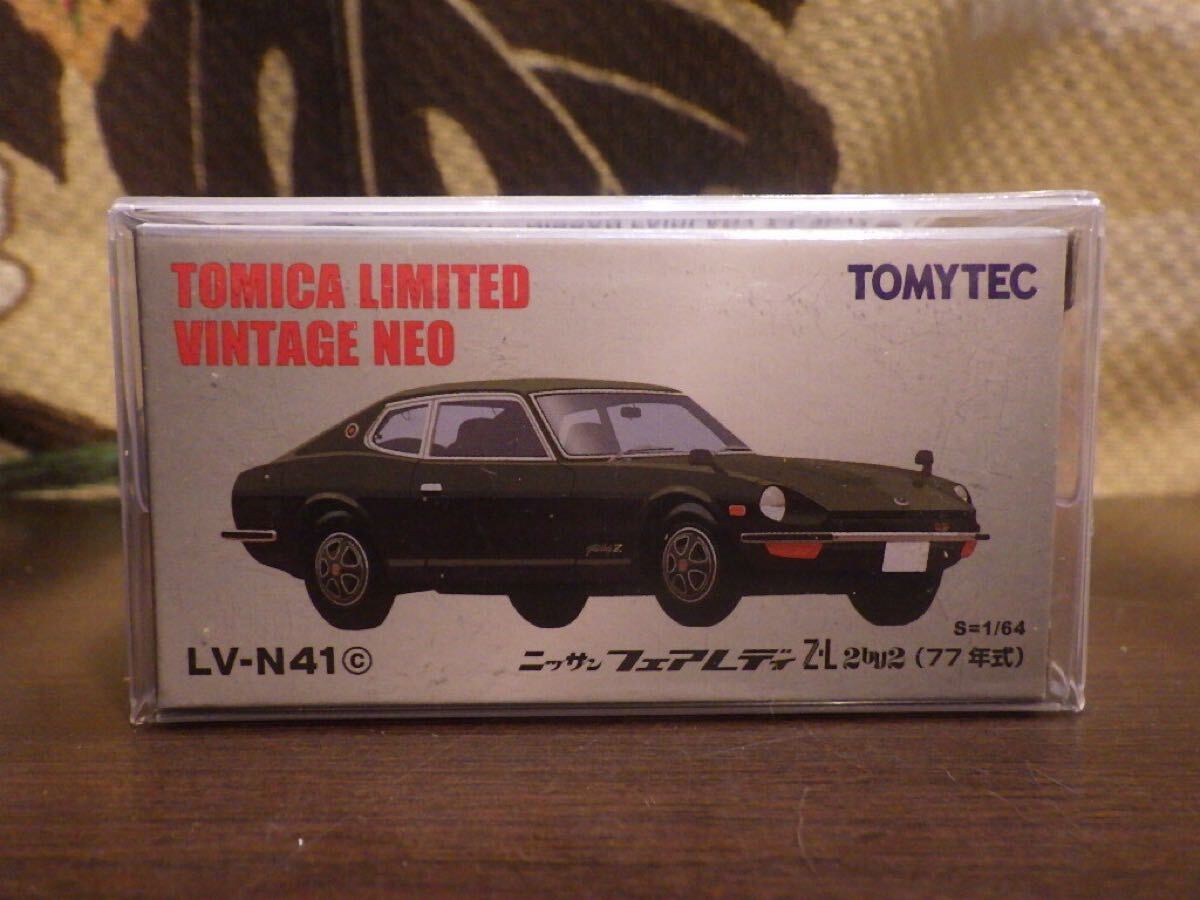 TOMICA LIMITED
VINTAGE NEO
TOMYTEC
S=1/64
LV-N41ⓒ
ニッサン フェアレディ Z-L 2by2 (77年式)